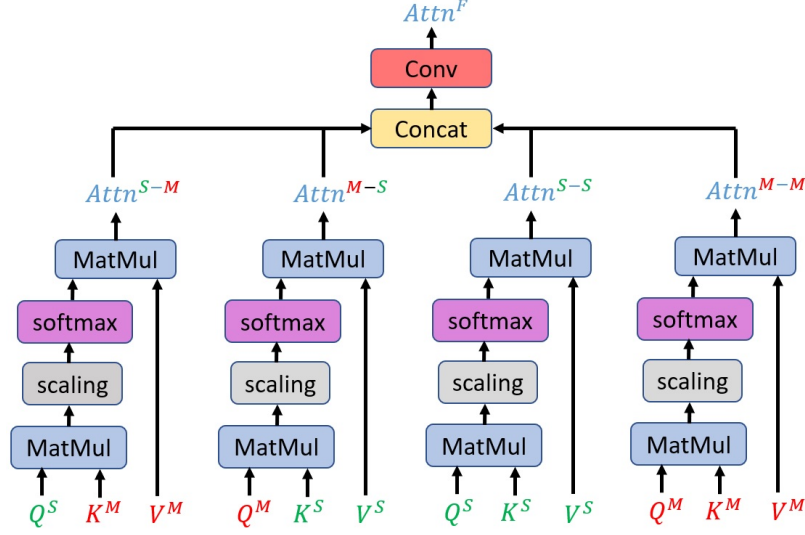 Attn^F
Conv
Concat
Attn^{S-M} Attn^{M-S} Attn^{S-S} Attn^{M-M}
MatMul MatMul MatMul MatMul
softmax softmax softmax softmax
scaling scaling scaling scaling
MatMul MatMul MatMul MatMul
Q^S K^M V^M Q^M K^S V^S Q^S K^S V^S Q^M K^M V^M